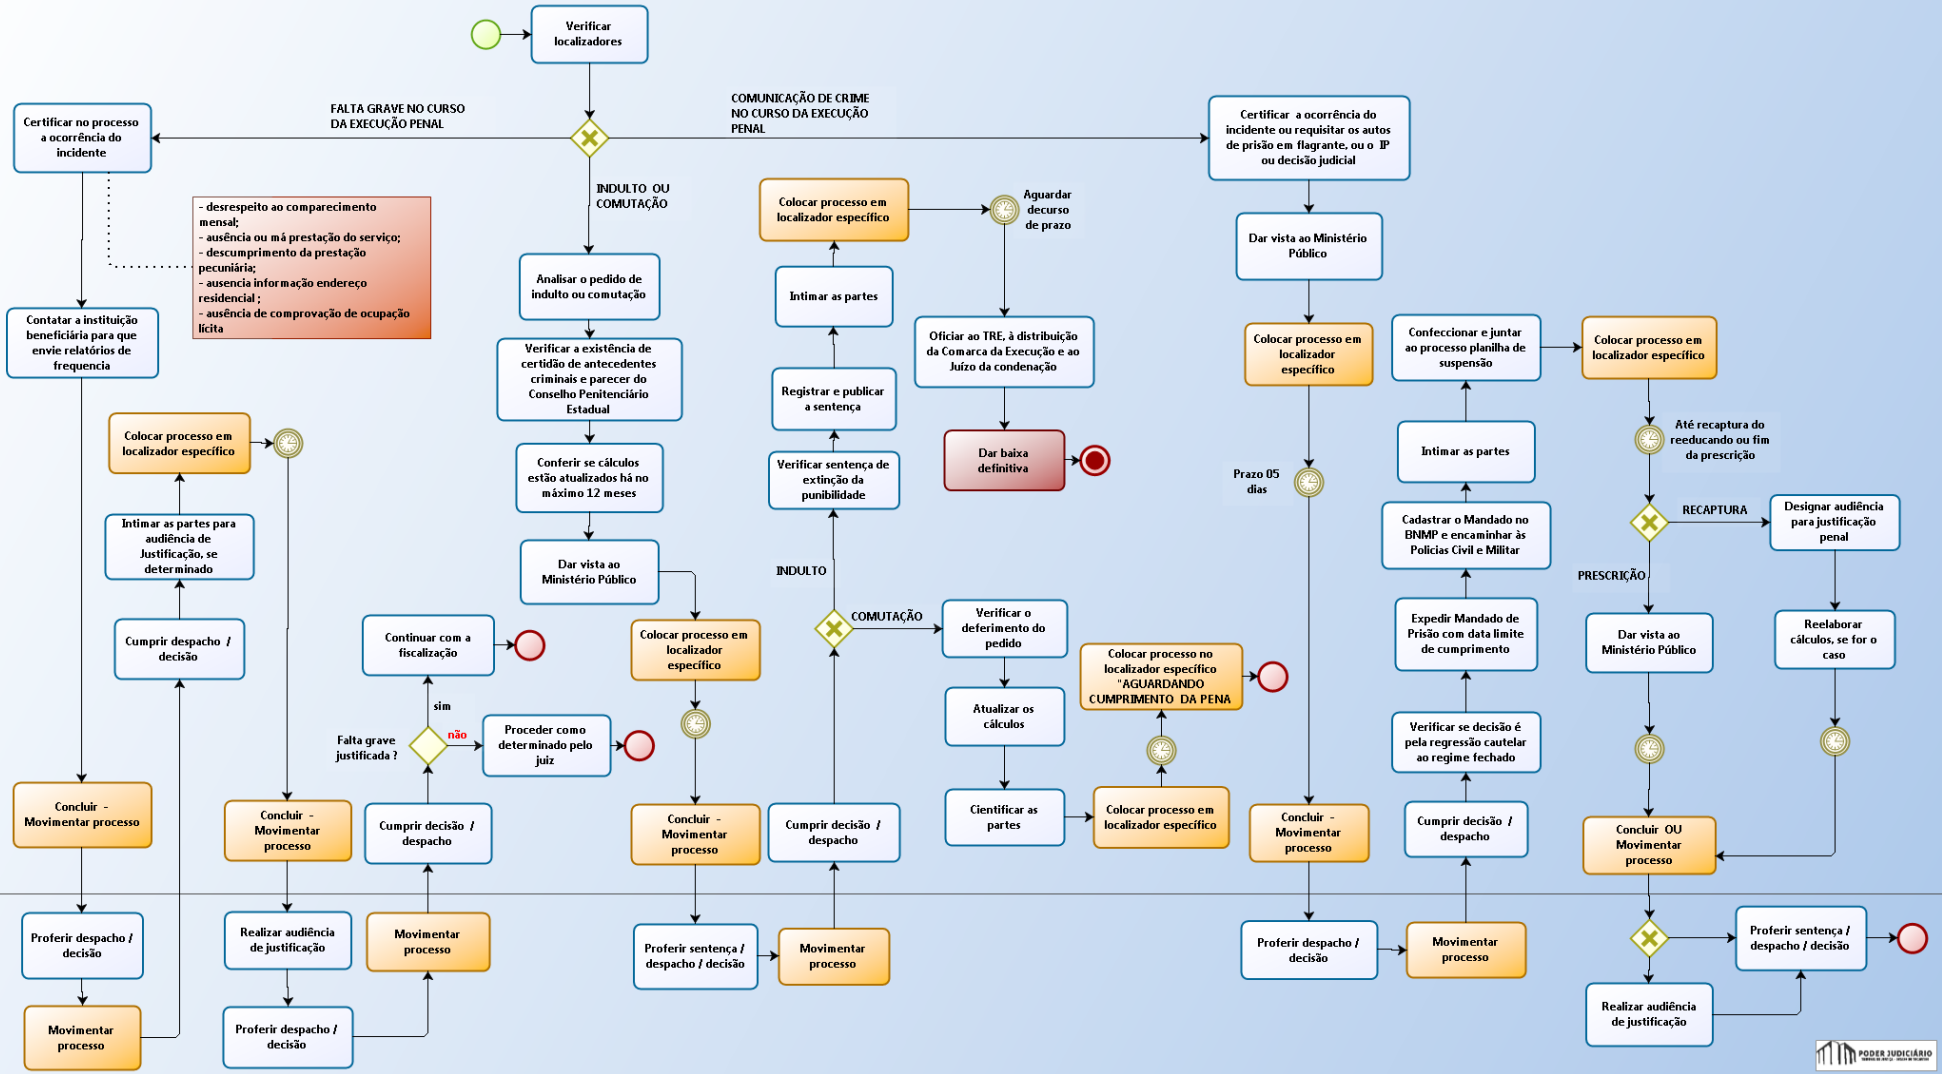 Verificar
localizadores
FALTA GRAVE NO CURSO
DA EXECUÇÃO PENAL
COMUNICAÇÃO DE CRIME
NO CURSO DA EXECUÇÃO
PENAL
INDULTO OU
COMUTAÇÃO
Certificar no processo
a ocorrência do
incidente
- desrespeito ao comparecimento
mensal;
- ausência ou má prestação do serviço;
- descumprimento da prestação
pecuniária;
- ausencia informação endereço
residencial ;
- ausência de comprovação de ocupação
lícita
Contatar a instituição
beneficiária para que
envie relatórios de
frequencia
Concluir -
Movimentar processo
Proferir despacho /
decisão
Movimentar
processo
Cumprir despacho /
decisão
Intimar as partes para
audiência de
Justificação, se
determinado
Colocar processo em
localizador específico
Concluir -
Movimentar
processo
Realizar audiência
de justificação
Proferir despacho /
decisão
Movimentar
processo
Cumprir decisão /
despacho
Falta grave
justificada ?
sim
não
Continuar com a
fiscalização
Proceder como
determinado pelo
juiz
Analisar o pedido de
indulto ou comutação
Verificar a existência de
certidão de antecedentes
criminais e parecer do
Conselho Penitenciário
Estadual
Conferir se cálculos
estão atualizados há no
máximo 12 meses
Dar vista ao
Ministério Público
Colocar processo em
localizador
específico
Concluir -
Movimentar
processo
Proferir sentença /
despacho / decisão
Movimentar
processo
Cumprir decisão /
despacho
INDULTO
COMUTAÇÃO
Verificar sentença de
extinção da
punibilidade
Registrar e publicar
a sentença
Intimar as partes
Colocar processo em
localizador específico
Aguardar
decurso
de prazo
Oficiar ao TRE, à distribuição
da Comarca da Execução e ao
Juízo da condenação
Dar baixa
definitiva
Verificar o
deferimento do
pedido
Atualizar os
cálculos
Cientificar as
partes
Colocar processo em
localizador específico
Colocar processo no
localizador específico
"AGUARDANDO
CUMPRIMENTO DA PENA
Certificar a ocorrência do
incidente ou requisitar os autos
de prisão em flagrante, ou o IP
ou decisão judicial
Dar vista ao Ministério
Público
Colocar processo em
localizador
específico
Prazo 05
dias
Concluir -
Movimentar
processo
Proferir despacho /
decisão
Movimentar
processo
Cumprir decisão /
despacho
Verificar se decisão é
pela regressão cautelar
ao regime fechado
Expedir Mandado de
Prisão com data limite
de cumprimento
Cadastrar o Mandado no
BNMP e encaminhar às
Policias Civil e Militar
Intimar as partes
Confeccionar e juntar
ao processo planilha de
suspensão
Colocar processo em
localizador específico
Até recaptura do
reeducando ou fim
da prescrição
RECAPTURA
PRESCRIÇÃO
Designar audiência
para justificação
penal
Reelaborar
cálculos, se for o
caso
Dar vista ao
Ministério Público
Concluir OU
Movimentar
processo
Proferir sentença /
despacho / decisão
Realizar audiência
de justificação
PODER JUDICIÁRIO